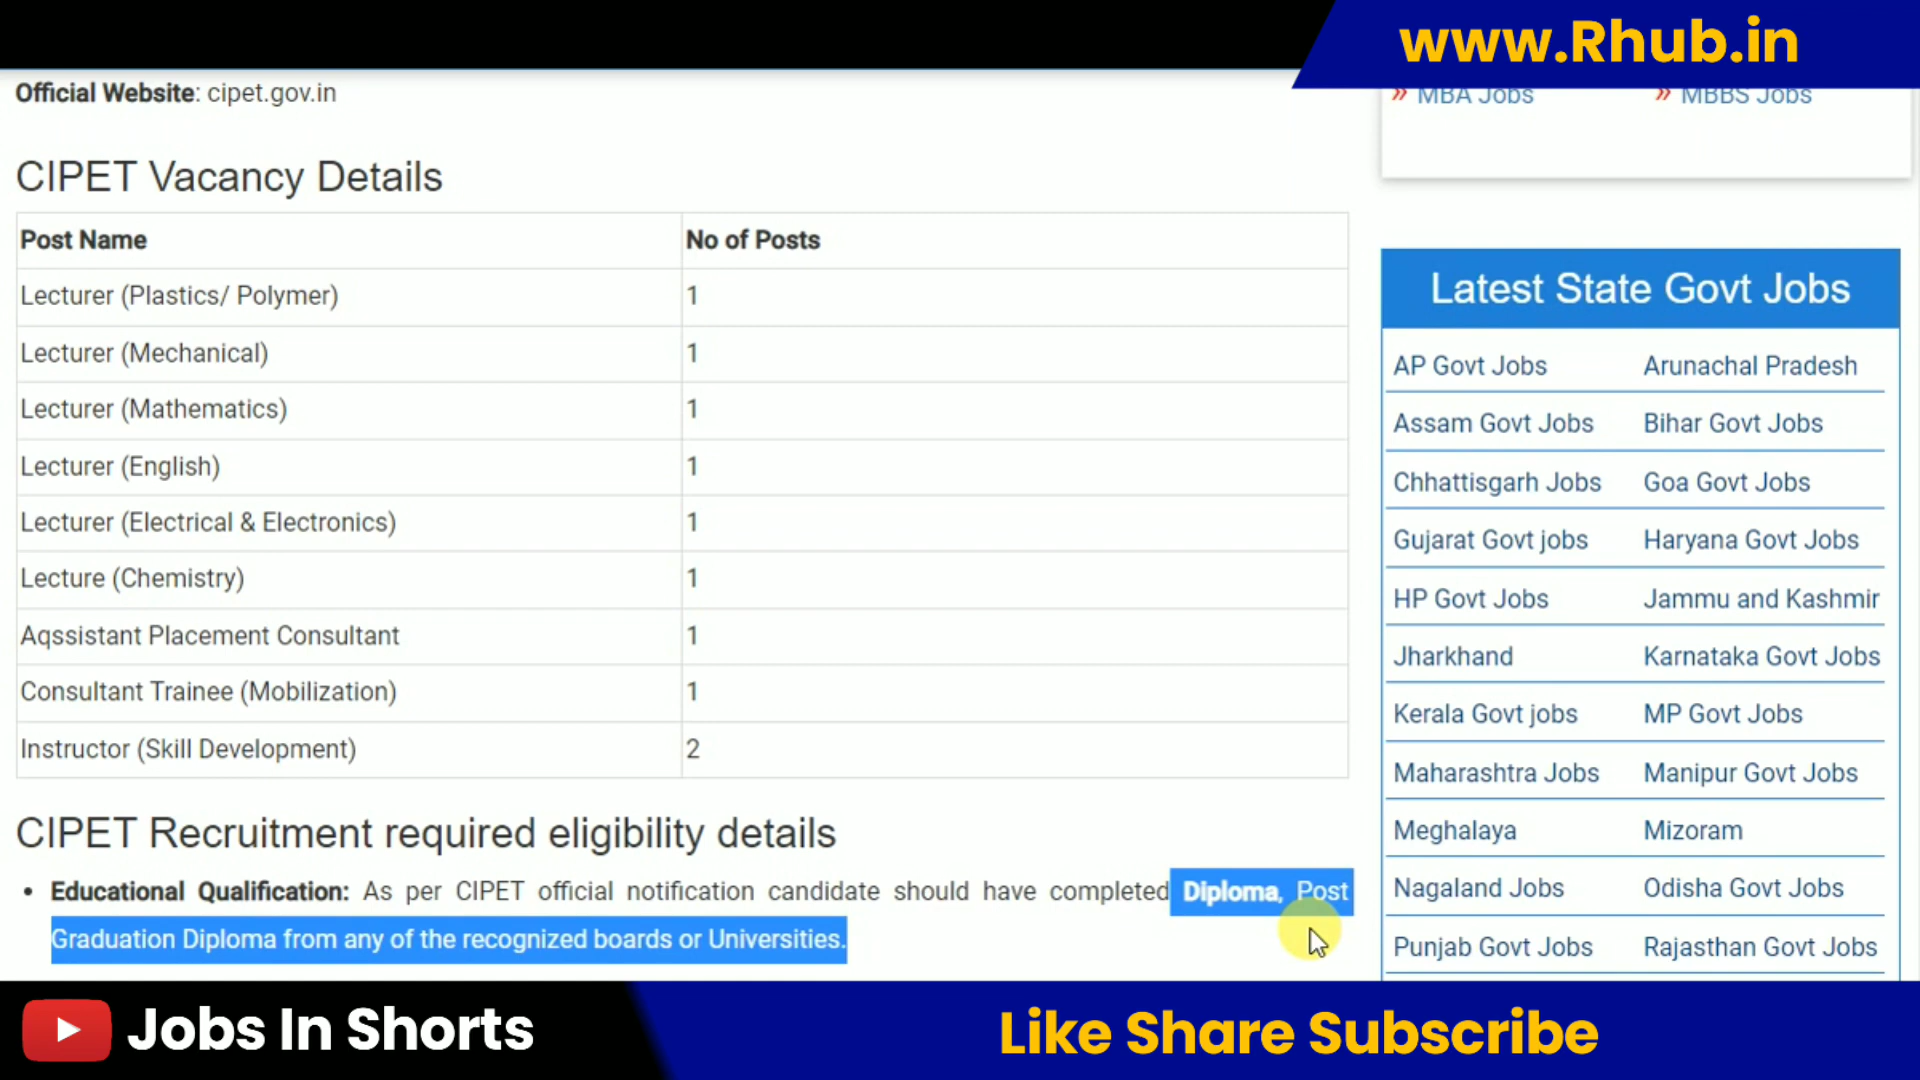 www.Rhub.in
Official Website: cipet.gov.in
» MBA Jobs » MBBS Jobs
CIPET Vacancy Details
Post Name No of Posts
Lecturer (Plastics/ Polymer) 1
Lecturer (Mechanical) 1
Lecturer (Mathematics) 1
Lecturer (English) 1
Lecturer (Electrical & Electronics) 1
Lecture (Chemistry) 1
Aqssistant Placement Consultant 1
Consultant Trainee (Mobilization) 1
Instructor (Skill Development) 2
CIPET Recruitment required eligibility details
• Educational Qualification: As per CIPET official notification candidate should have completed Diploma, Post
Graduation Diploma from any of the recognized boards or Universities.
Latest State Govt Jobs
AP Govt Jobs Arunachal Pradesh
Assam Govt Jobs Bihar Govt Jobs
Chhattisgarh Jobs Goa Govt Jobs
Gujarat Govt jobs Haryana Govt Jobs
HP Govt Jobs Jammu and Kashmir
Jharkhand Karnataka Govt Jobs
Kerala Govt jobs MP Govt Jobs
Maharashtra Jobs Manipur Govt Jobs
Meghalaya Mizoram
Nagaland Jobs Odisha Govt Jobs
Punjab Govt Jobs Rajasthan Govt Jobs
Jobs In Shorts
Like Share Subscribe